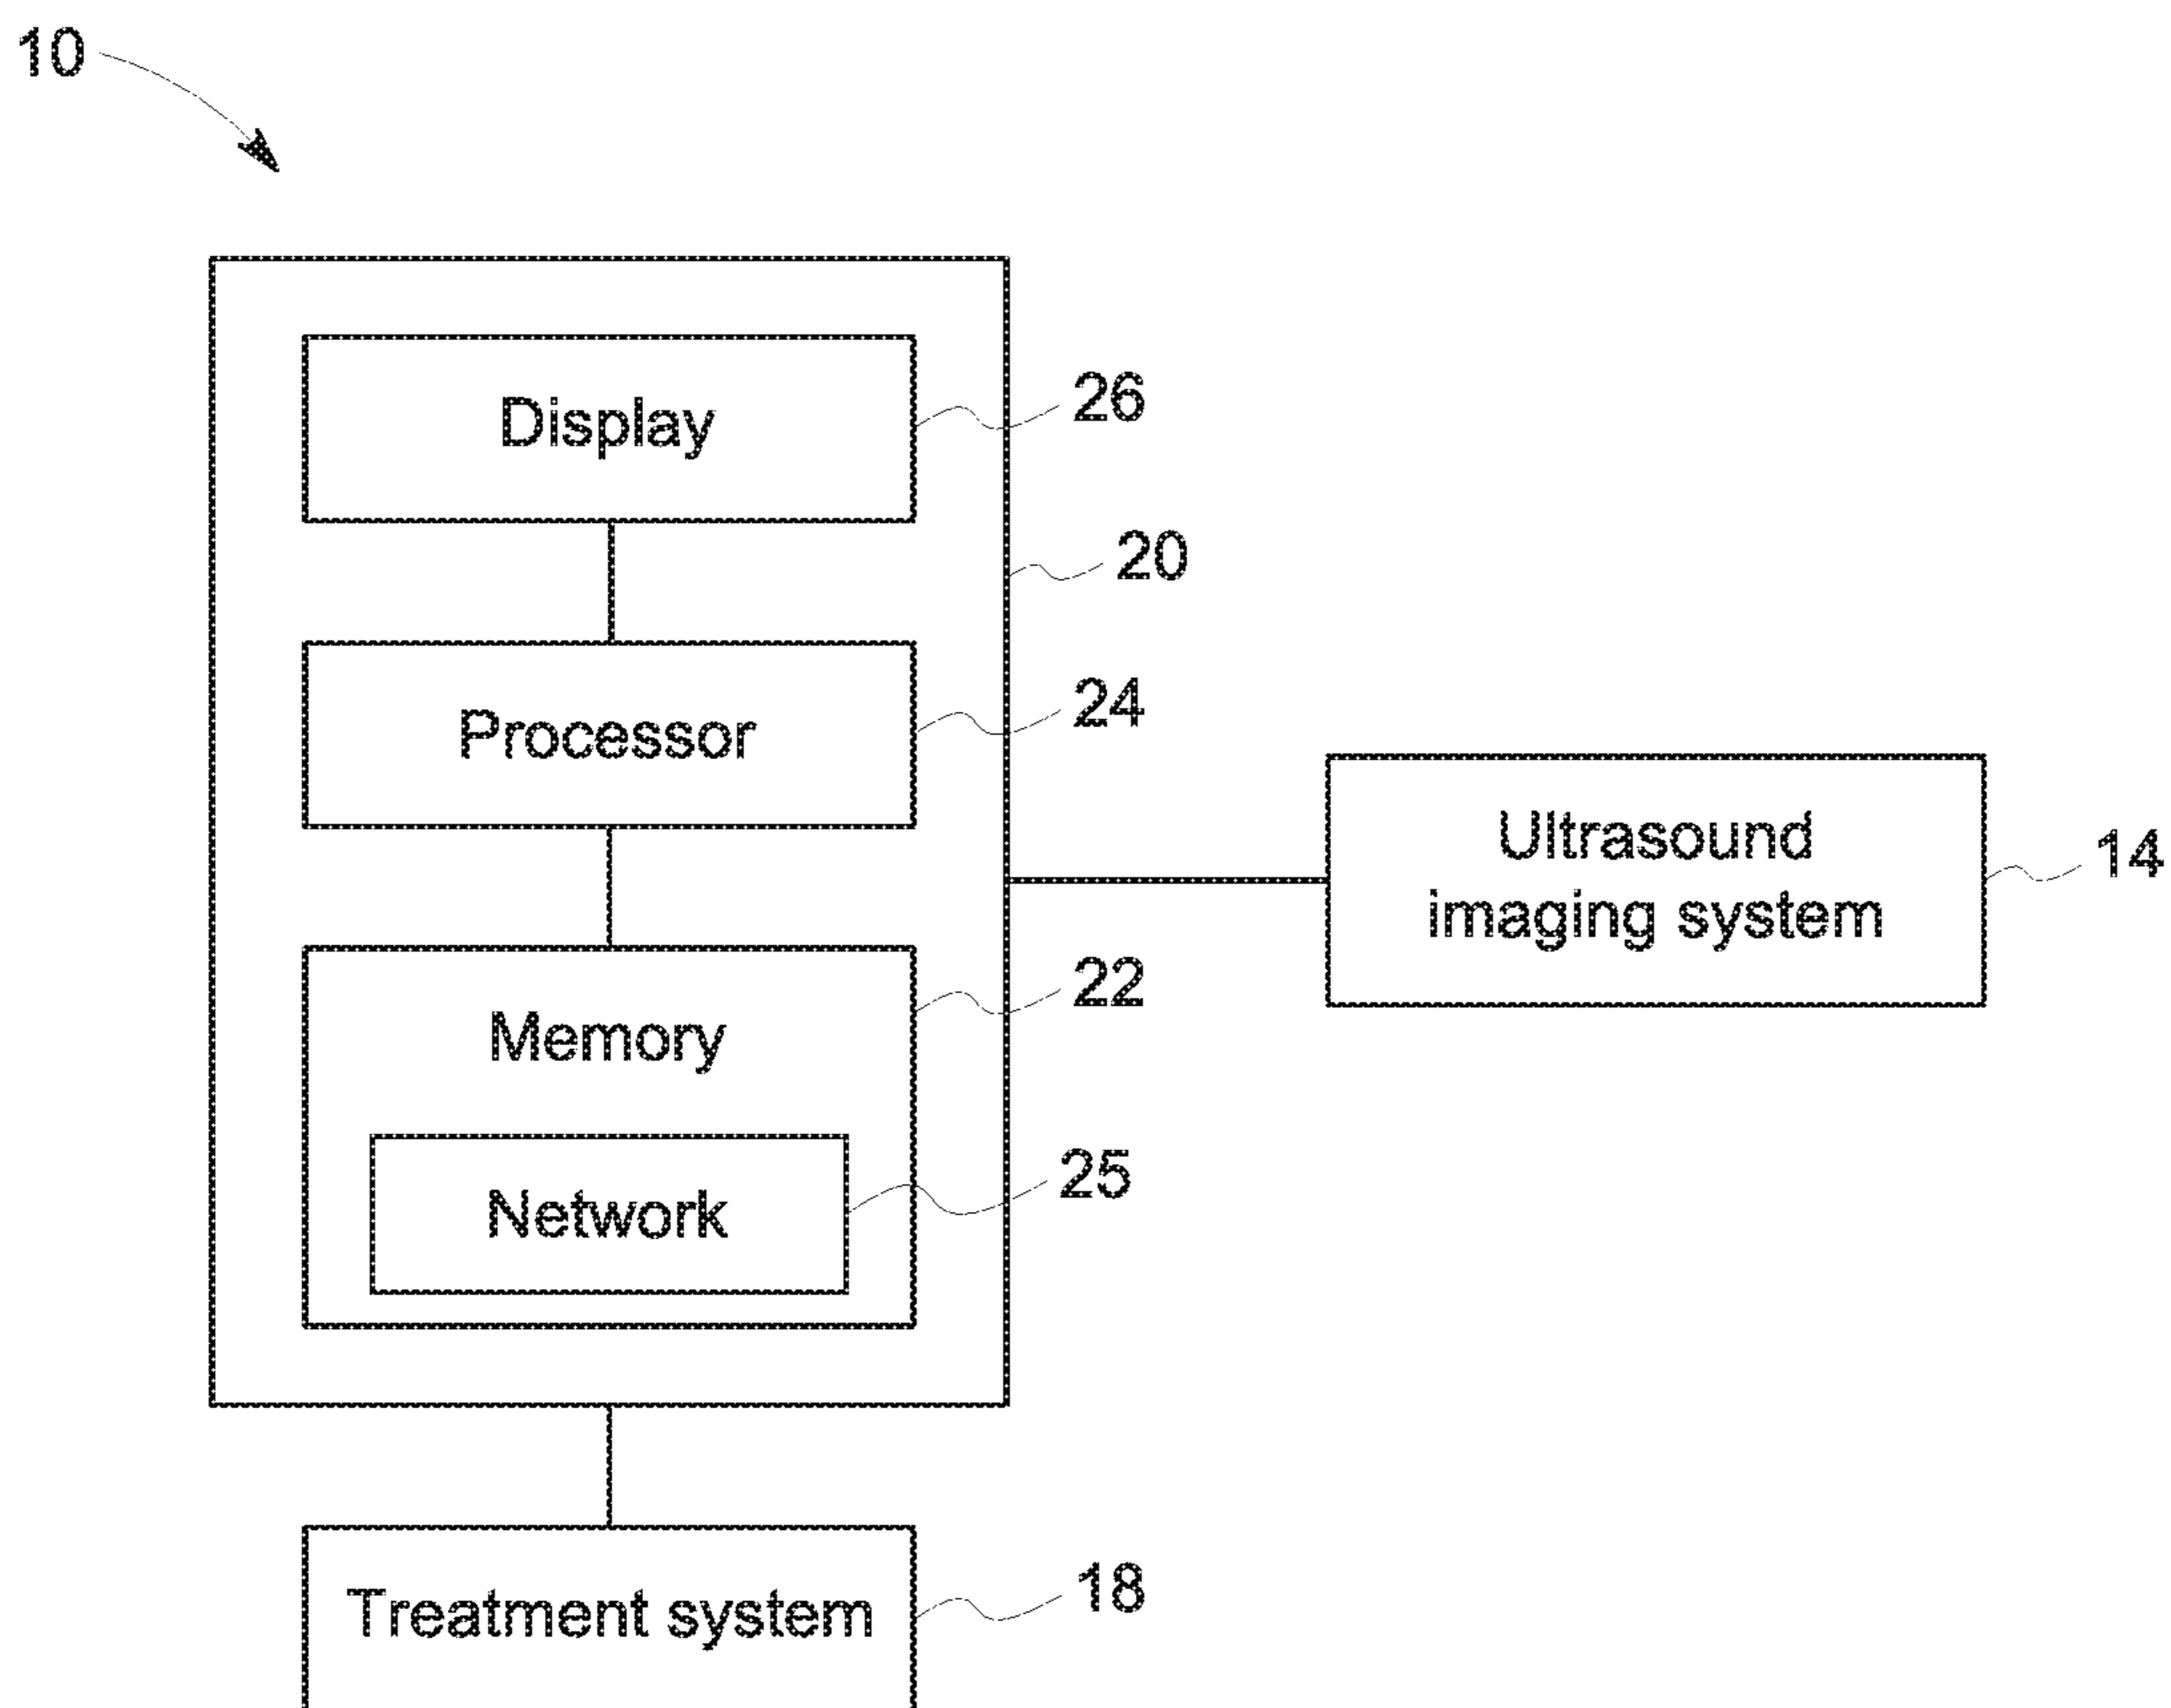 10
Display
26
20
Processor
24
Ultrasound
imaging system
14
Memory
22
Network
25
Treatment system
18